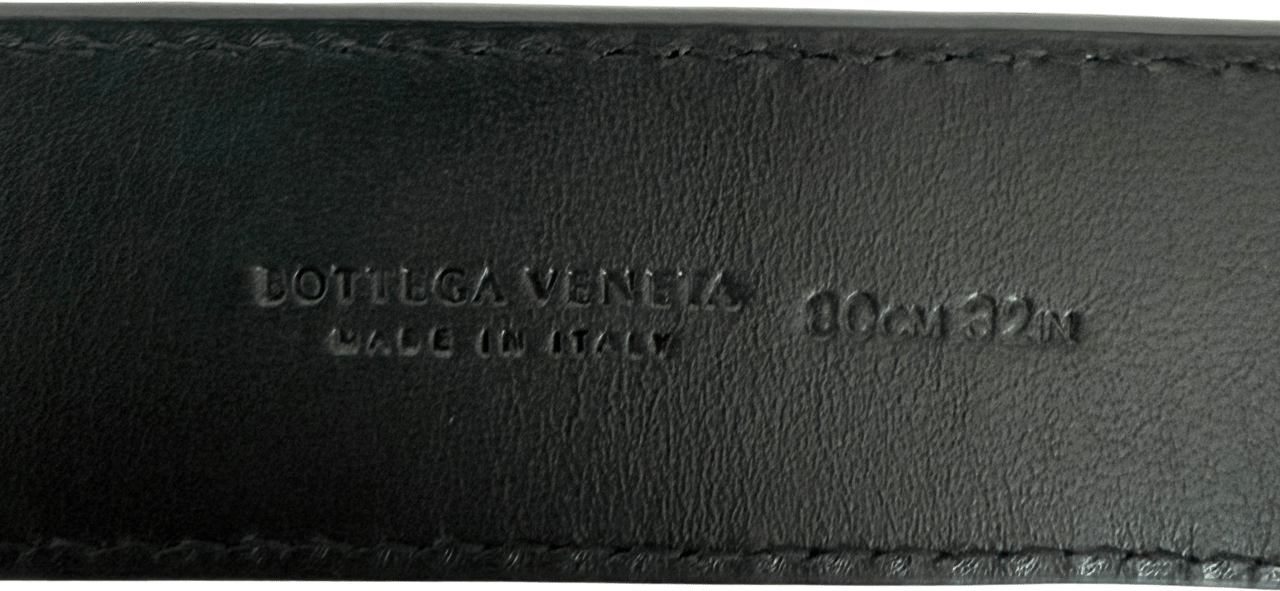 BOTTEGA VENETA
MADE IN ITALY
80CM 32IN